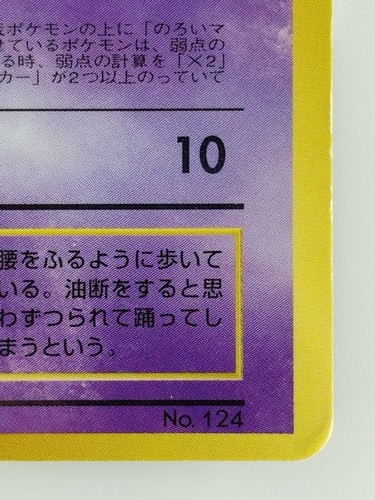 ポケモンの上に「のろいマ
せているポケモンは、弱点の
る時、弱点の計算を「×2」
カー」が2つ以上のっていて
10
腰をふるように歩いて
いる。油断をすると思
わずつられて踊ってし
まうという。
No. 124